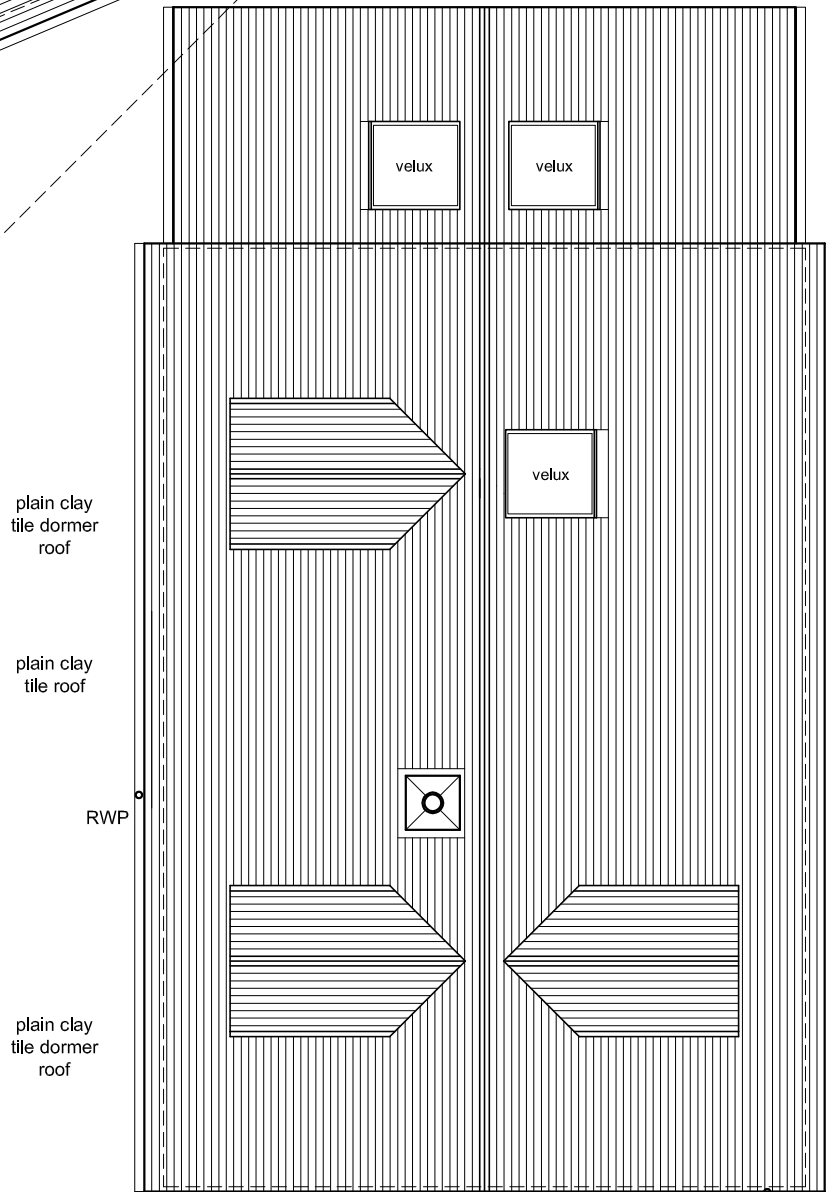 velux
velux
velux
plain clay
tile dormer
roof
plain clay
tile roof
RWP
plain clay
tile dormer
roof